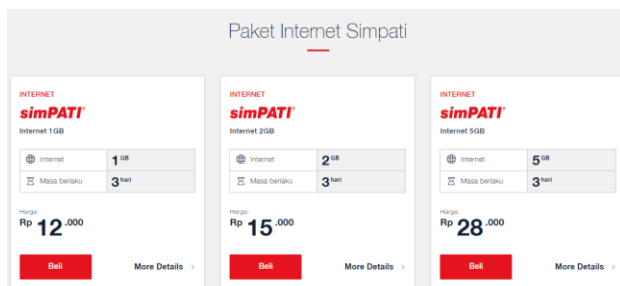 Paket Internet Simpati
INTERNET
simPATI
Internet 1GB
Internet 1 GB
Masa berlaku 3 hari
Harga:
Rp 12.000
Beli More Details >
INTERNET
simPATI
Internet 2GB
Internet 2 GB
Masa berlaku 3 hari
Harga:
Rp 15.000
Beli More Details >
INTERNET
simPATI
Internet 5GB
Internet 5 GB
Masa berlaku 3 hari
Harga:
Rp 28.000
Beli More Details >